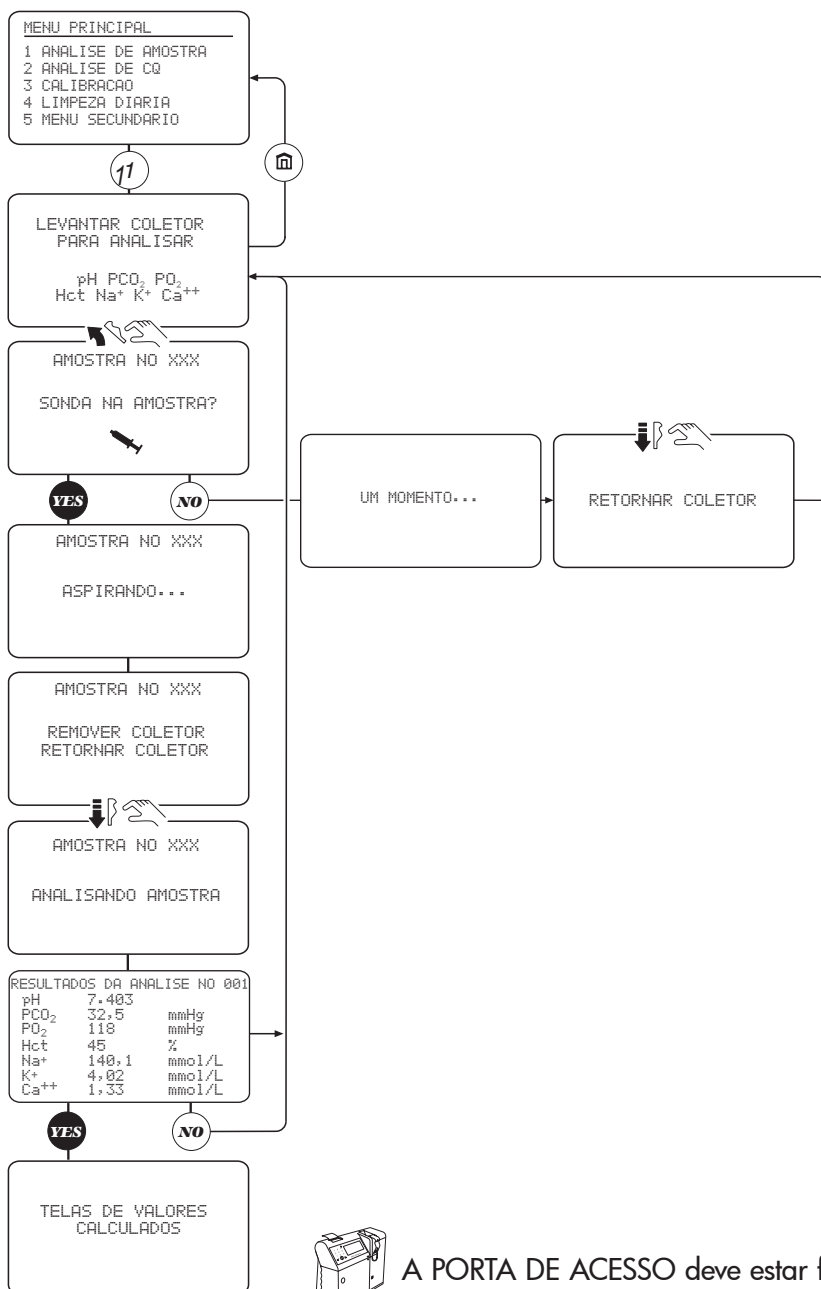 MENU PRINCIPAL
1 ANALISE DE AMOSTRA
2 ANALISE DE CQ
3 CALIBRACAO
4 LIMPEZA DIARIA
5 MENU SECUNDARIO
11
LEVANTAR COLETOR
PARA ANALISAR
pH PCO₂ PO₂
Hct Na⁺ K⁺ Ca⁺⁺
AMOSTRA NO XXX
SONDA NA AMOSTRA?
YES
NO
UM MOMENTO...
RETORNAR COLETOR
AMOSTRA NO XXX
ASPIRANDO...
AMOSTRA NO XXX
REMOVER COLETOR
RETORNAR COLETOR
AMOSTRA NO XXX
ANALISANDO AMOSTRA
RESULTADOS DA ANALISE NO 001
pH 7.403
PCO₂ 32,5 mmHg
PO₂ 118 mmHg
Hct 45 %
Na⁺ 140,1 mmol/L
K⁺ 4,02 mmol/L
Ca⁺⁺ 1,33 mmol/L
YES
NO
TELAS DE VALORES
CALCULADOS
A PORTA DE ACESSO deve estar f